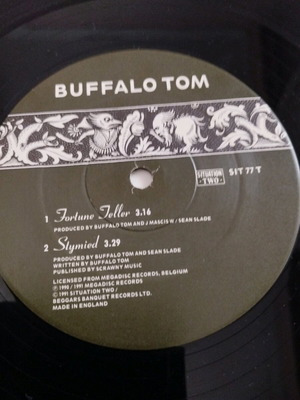 BUFFALO TOM
SITUATION
TWO
SIT 77 T
1 Fortune Teller 3.16
PRODUCED BY BUFFALO TOM AND J MASCIS W/ SEAN SLADE
2 Stymied 3.29
PRODUCED BY BUFFALO TOM AND SEAN SLADE
WRITTEN BY BUFFALO TOM
PUBLISHED BY SCRAWNY MUSIC
LICENSED FROM MEGADISC RECORDS, BELGIUM
℗ 1990 / 1991 MEGADISC RECORDS
© 1991 SITUATION TWO /
BEGGARS BANQUET RECORDS LTD.
MADE IN ENGLAND